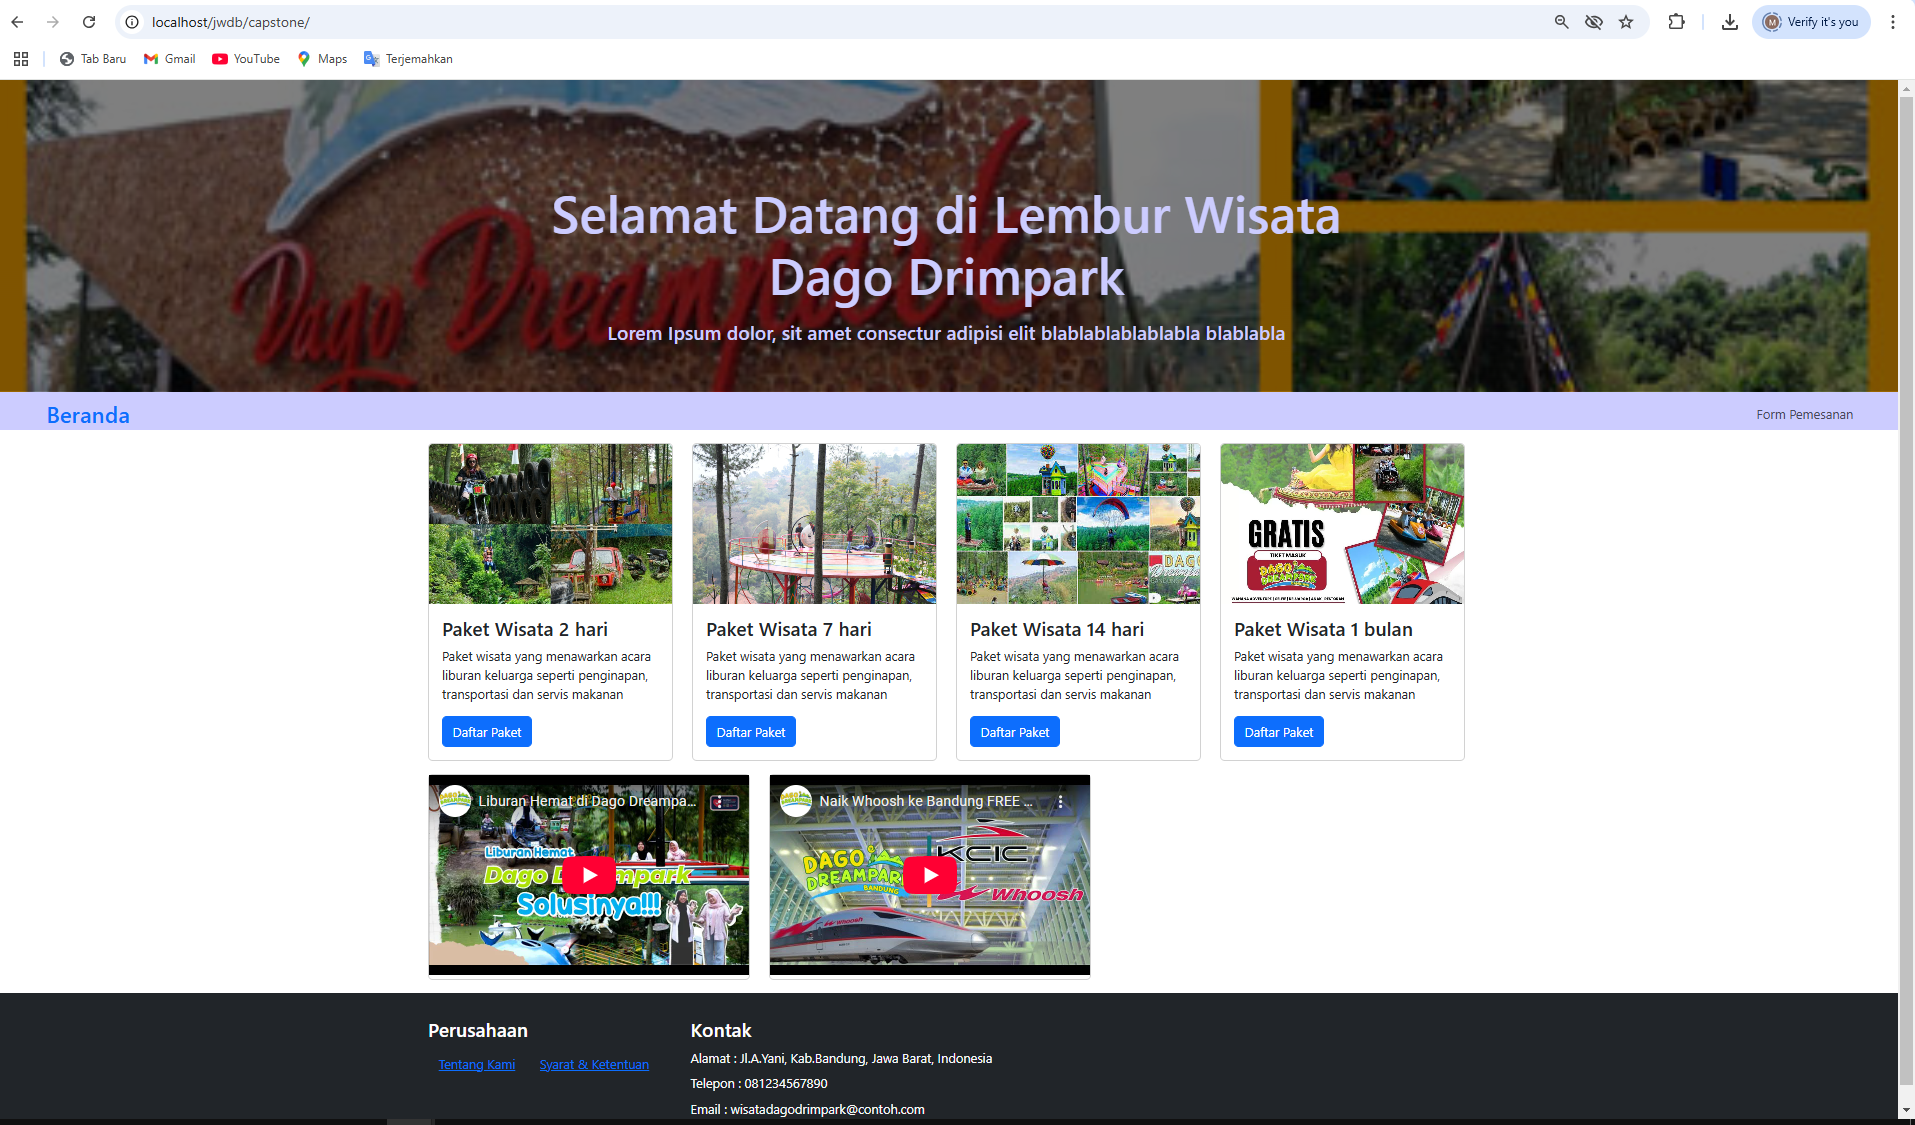 localhost/jwdb/capstone/
Verify it's you
Tab Baru
Gmail
YouTube
Maps
Terjemahkan
Dago Dreampark
Selamat Datang di Lembur Wisata
Dago Drimpark
Lorem Ipsum dolor, sit amet consectur adipisi elit blablablablablabla blablabla
Beranda
Form Pemesanan
GRATIS
TIKET MASUK
DAGO
DREAMPARK
Paket Wisata 2 hari
Paket wisata yang menawarkan acara
liburan keluarga seperti penginapan,
transportasi dan servis makanan
Daftar Paket
Paket Wisata 7 hari
Paket wisata yang menawarkan acara
liburan keluarga seperti penginapan,
transportasi dan servis makanan
Daftar Paket
Paket Wisata 14 hari
Paket wisata yang menawarkan acara
liburan keluarga seperti penginapan,
transportasi dan servis makanan
Daftar Paket
Paket Wisata 1 bulan
Paket wisata yang menawarkan acara
liburan keluarga seperti penginapan,
transportasi dan servis makanan
Daftar Paket
Liburan Hemat di Dago Dreampa...
Liburan Hemat
Dago Dreampark
Solusinya!!!
Naik Whoosh ke Bandung FREE ...
KCIC
DAGO
DREAMPARK
BANDUNG
Whoosh
Perusahaan
Tentang Kami
Syarat & Ketentuan
Kontak
Alamat : Jl.A.Yani, Kab.Bandung, Jawa Barat, Indonesia
Telepon : 081234567890
Email : wisatadagodrimpark@contoh.com